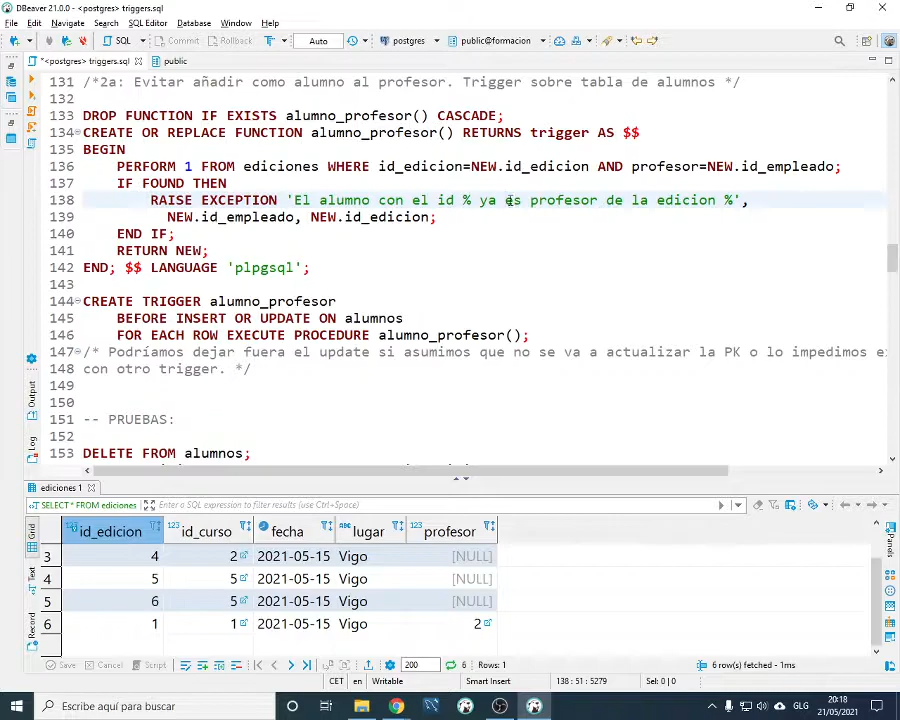 DBeaver 21.0.0 - <postgres> triggers.sql
File Edit Navigate Search SQL Editor Database Window Help
SQL Commit Rollback T Auto postgres public@formacion
*<postgres> triggers.sql public
131 /*2a: Evitar añadir como alumno al profesor. Trigger sobre tabla de alumnos */
132
133 DROP FUNCTION IF EXISTS alumno_profesor() CASCADE;
134 CREATE OR REPLACE FUNCTION alumno_profesor() RETURNS trigger AS $$
135 BEGIN
136 PERFORM 1 FROM ediciones WHERE id_edicion=NEW.id_edicion AND profesor=NEW.id_empleado;
137 IF FOUND THEN
138 RAISE EXCEPTION 'El alumno con el id % ya es profesor de la edicion %',
139 NEW.id_empleado, NEW.id_edicion;
140 END IF;
141 RETURN NEW;
142 END; $$ LANGUAGE 'plpgsql';
143
144 CREATE TRIGGER alumno_profesor
145 BEFORE INSERT OR UPDATE ON alumnos
146 FOR EACH ROW EXECUTE PROCEDURE alumno_profesor();
147 /* Podríamos dejar fuera el update si asumimos que no se va a actualizar la PK o lo impedimos e
148 con otro trigger. */
149
150
151 -- PRUEBAS:
152
153 DELETE FROM alumnos;
Output
Log
ediciones 1
SELECT * FROM ediciones Enter a SQL expression to filter results (use Ctrl+Space)
Grid
Text
Record
Panels
id_edicion 123 id_curso fecha ABC lugar 123 profesor
3 4 2 2021-05-15 Vigo [NULL]
4 5 5 2021-05-15 Vigo [NULL]
5 6 5 2021-05-15 Vigo [NULL]
6 1 1 2021-05-15 Vigo 2
Save Cancel Script 200 6 Rows: 1 6 row(s) fetched - 1ms
CET en Writable Smart Insert 138 : 51 : 5279 Sel: 0 | 0
Escribe aquí para buscar GLG 20:18
21/05/2021